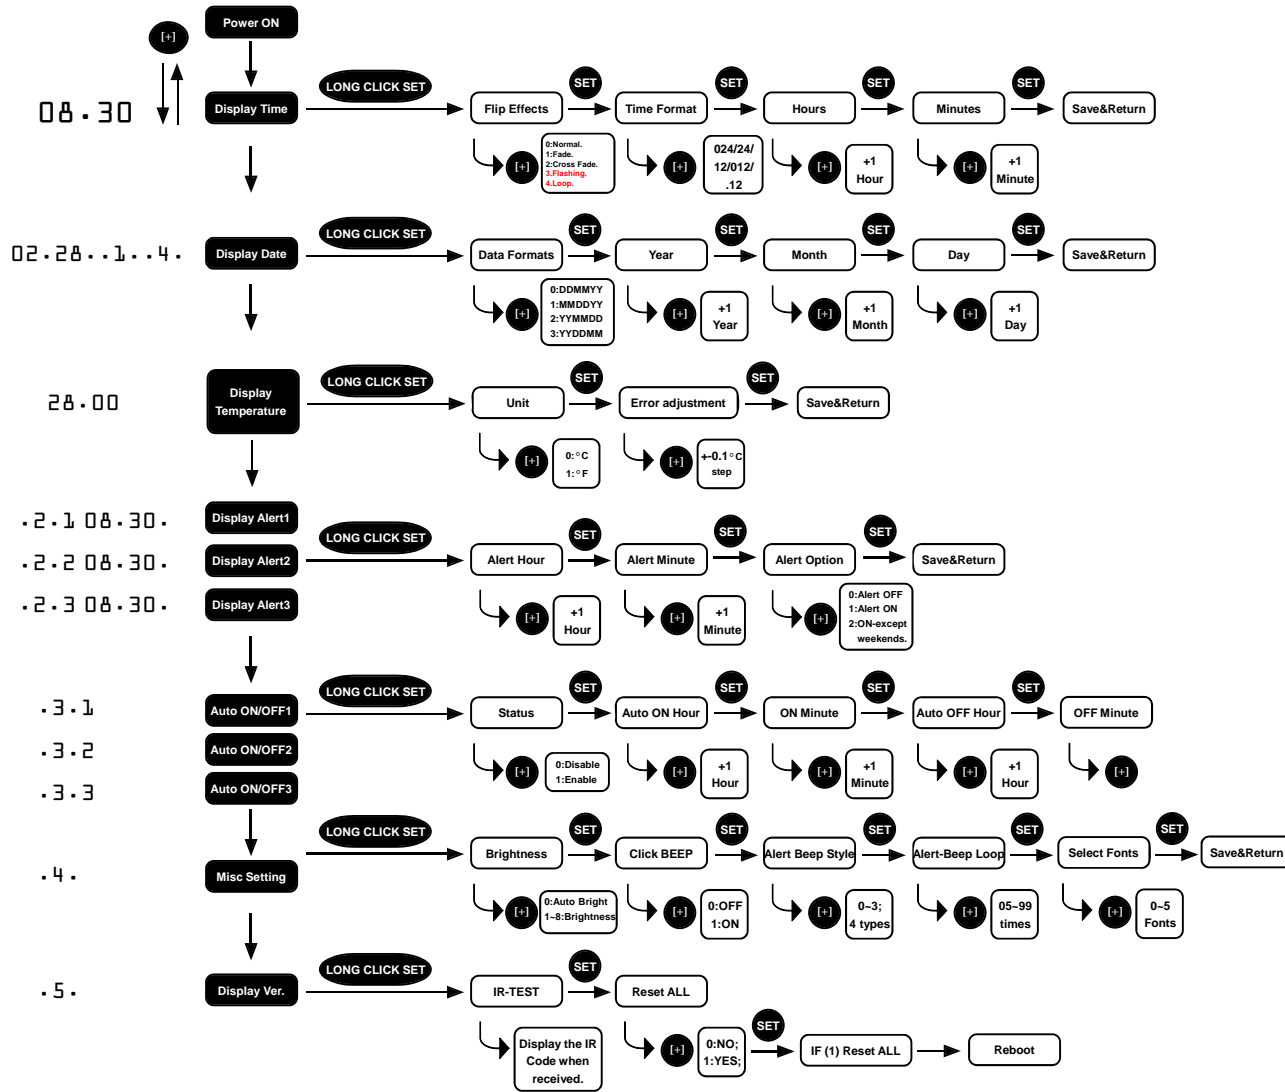 Power ON
[+]
08.30
Display Time
LONG CLICK SET
Flip Effects
SET
Time Format
SET
Hours
SET
Minutes
SET
Save&Return
[+]
0:Normal.
1:Fade.
2:Cross Fade.
3.Flashing.
4.Loop.
[+]
024/24/
12/012/
.12
[+]
+1
Hour
[+]
+1
Minute
02.28..1..4.
Display Date
LONG CLICK SET
Data Formats
SET
Year
SET
Month
SET
Day
SET
Save&Return
[+]
0:DDMMYY
1:MMDDYY
2:YYMMDD
3:YYDDMM
[+]
+1
Year
[+]
+1
Month
[+]
+1
Day
28.00
Display
Temperature
LONG CLICK SET
Unit
SET
Error adjustment
SET
Save&Return
[+]
0:°C
1:°F
[+]
+-0.1°C
step
.2.1 08.30.
Display Alert1
.2.2 08.30.
Display Alert2
.2.3 08.30.
Display Alert3
LONG CLICK SET
Alert Hour
SET
Alert Minute
SET
Alert Option
SET
Save&Return
[+]
+1
Hour
[+]
+1
Minute
[+]
0:Alert OFF
1:Alert ON
2:ON-except
weekends.
.3.1
Auto ON/OFF1
.3.2
Auto ON/OFF2
.3.3
Auto ON/OFF3
LONG CLICK SET
Status
SET
Auto ON Hour
SET
ON Minute
SET
Auto OFF Hour
SET
OFF Minute
[+]
0:Disable
1:Enable
[+]
+1
Hour
[+]
+1
Minute
[+]
+1
Hour
[+]
.4.
Misc Setting
LONG CLICK SET
Brightness
SET
Click BEEP
SET
Alert Beep Style
SET
Alert-Beep Loop
SET
Select Fonts
SET
Save&Return
[+]
0:Auto Bright
1~8:Brightness
[+]
0:OFF
1:ON
[+]
0~3;
4 types
[+]
05~99
times
[+]
0~5
Fonts
.5.
Display Ver.
LONG CLICK SET
IR-TEST
SET
Reset ALL
Display the IR
Code when
received.
[+]
0:NO;
1:YES;
SET
IF (1) Reset ALL
Reboot